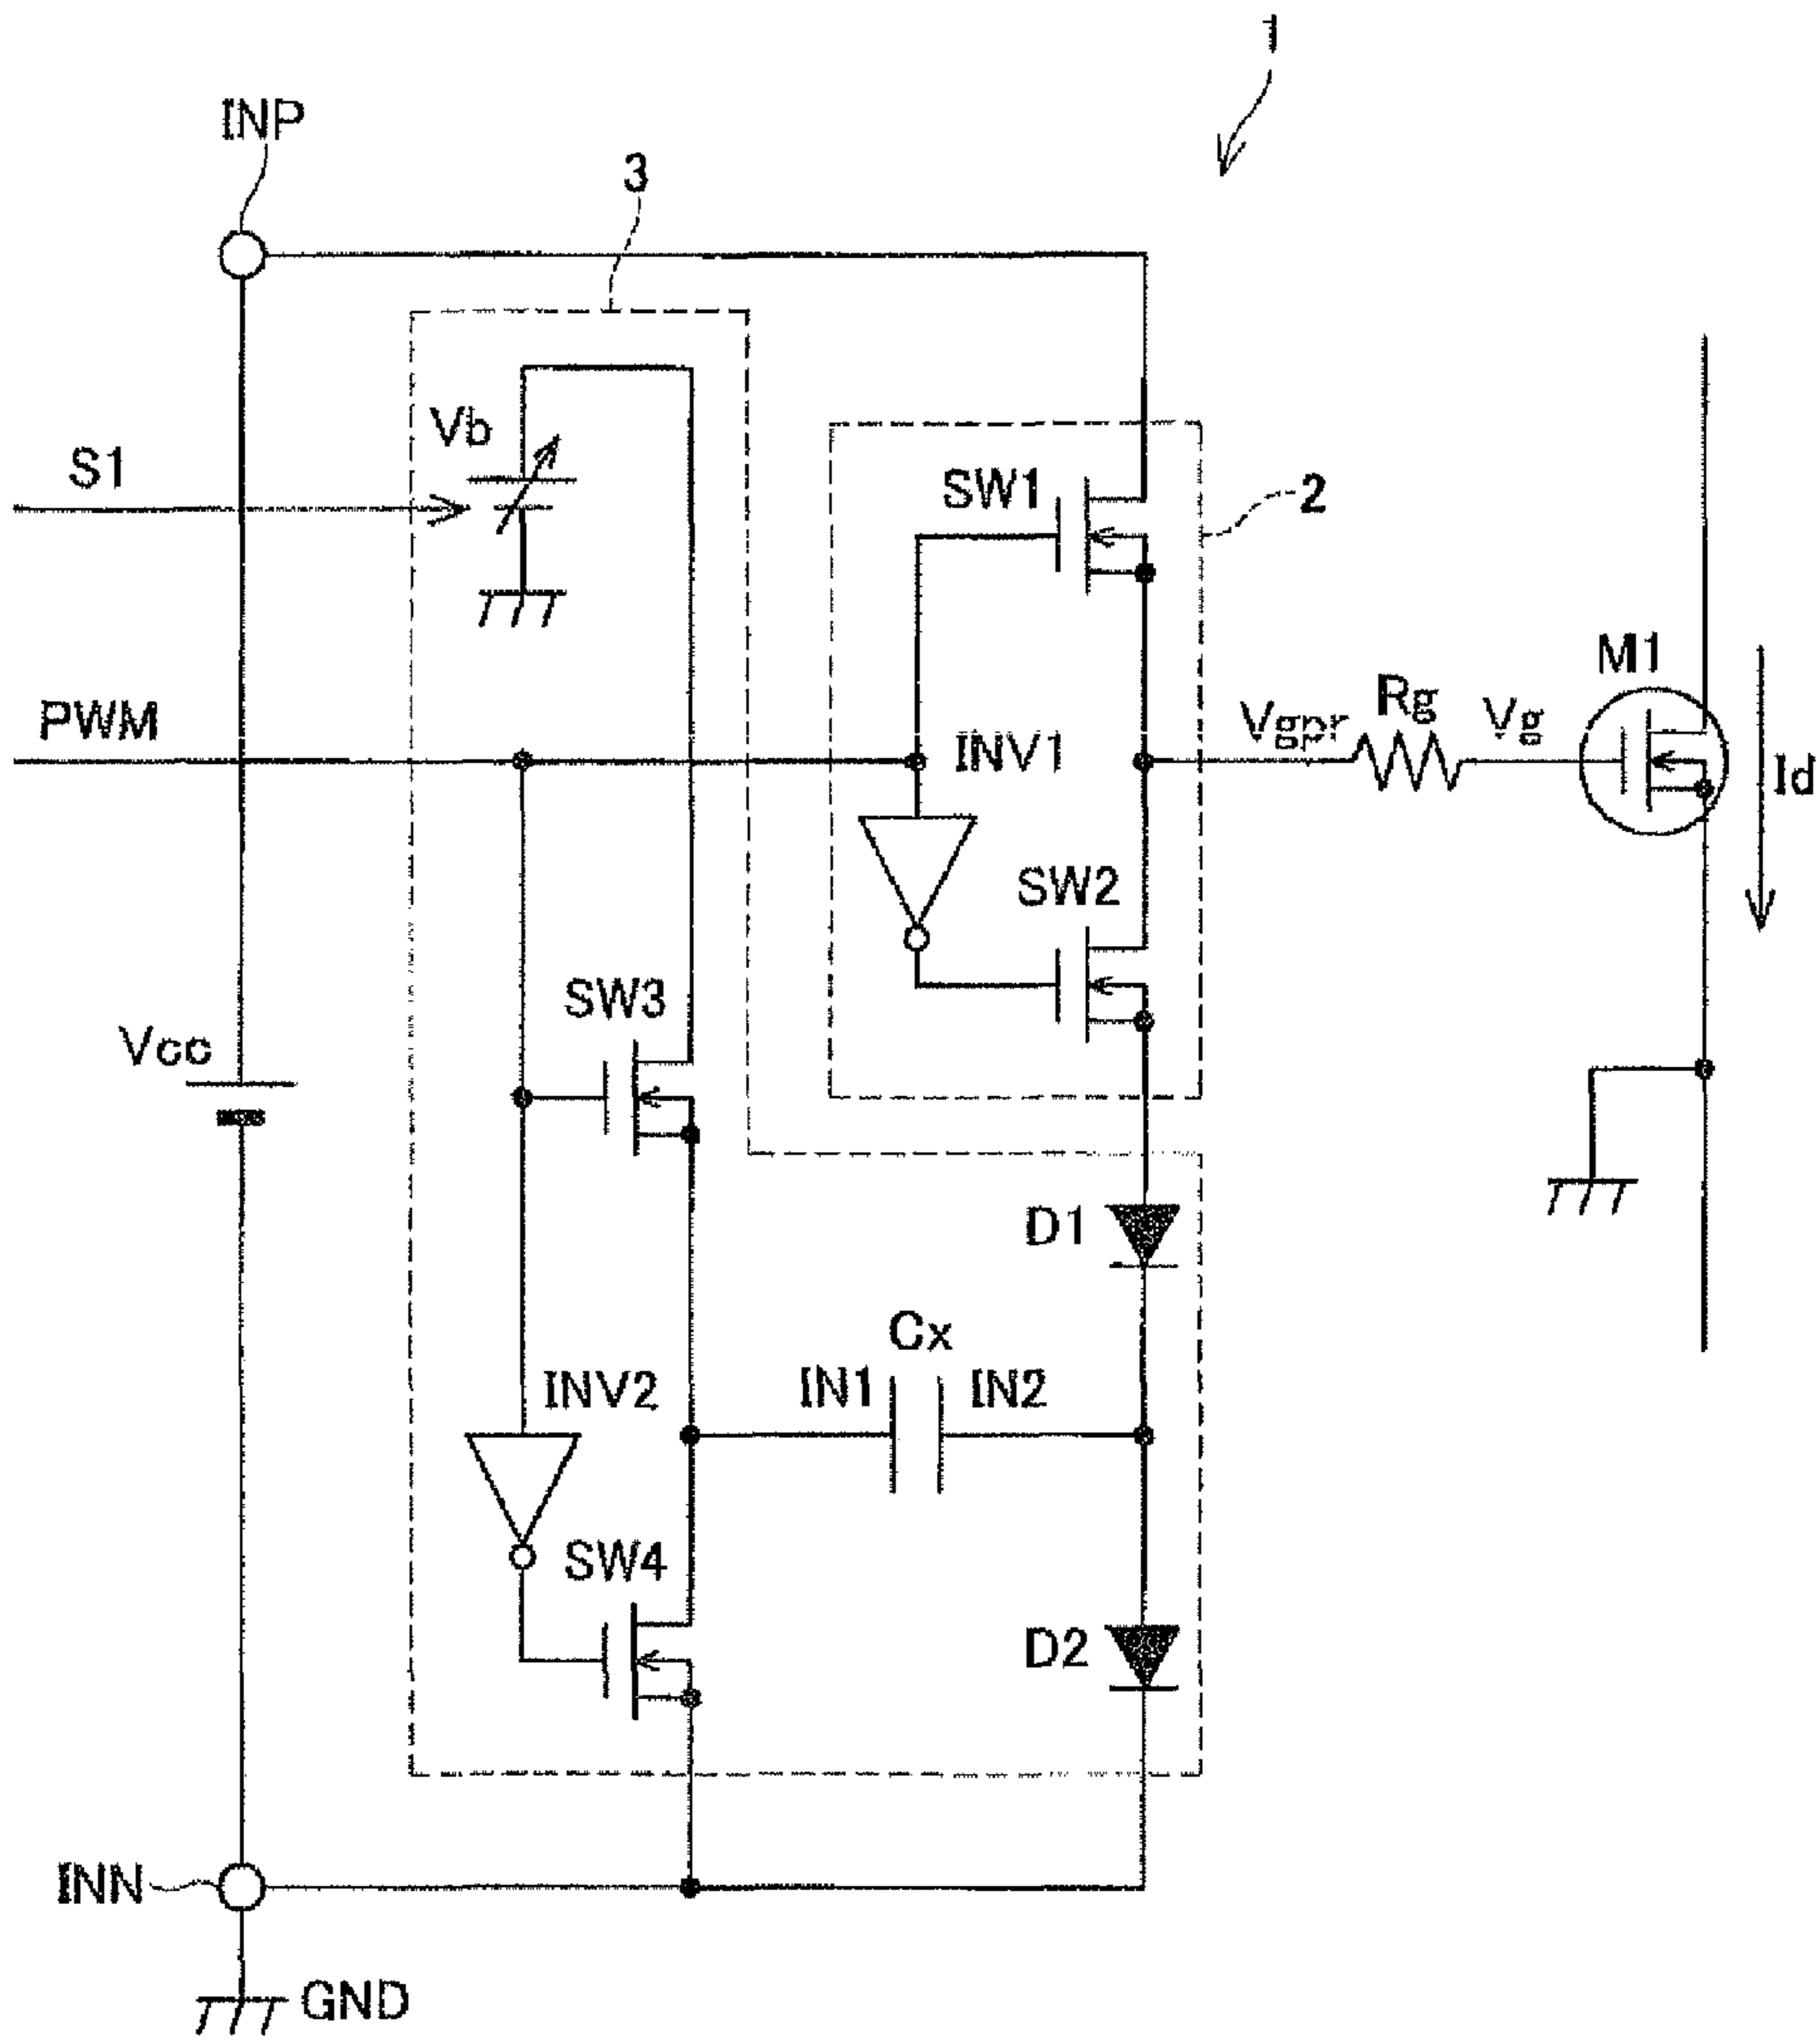 1
INP
3
Vb
S1
SW1
2
M1
PWM
INV1
Vgpr
Rg
Vg
Id
SW2
SW3
Vcc
D1
Cx
INV2
IN1
IN2
SW4
D2
INN
GND